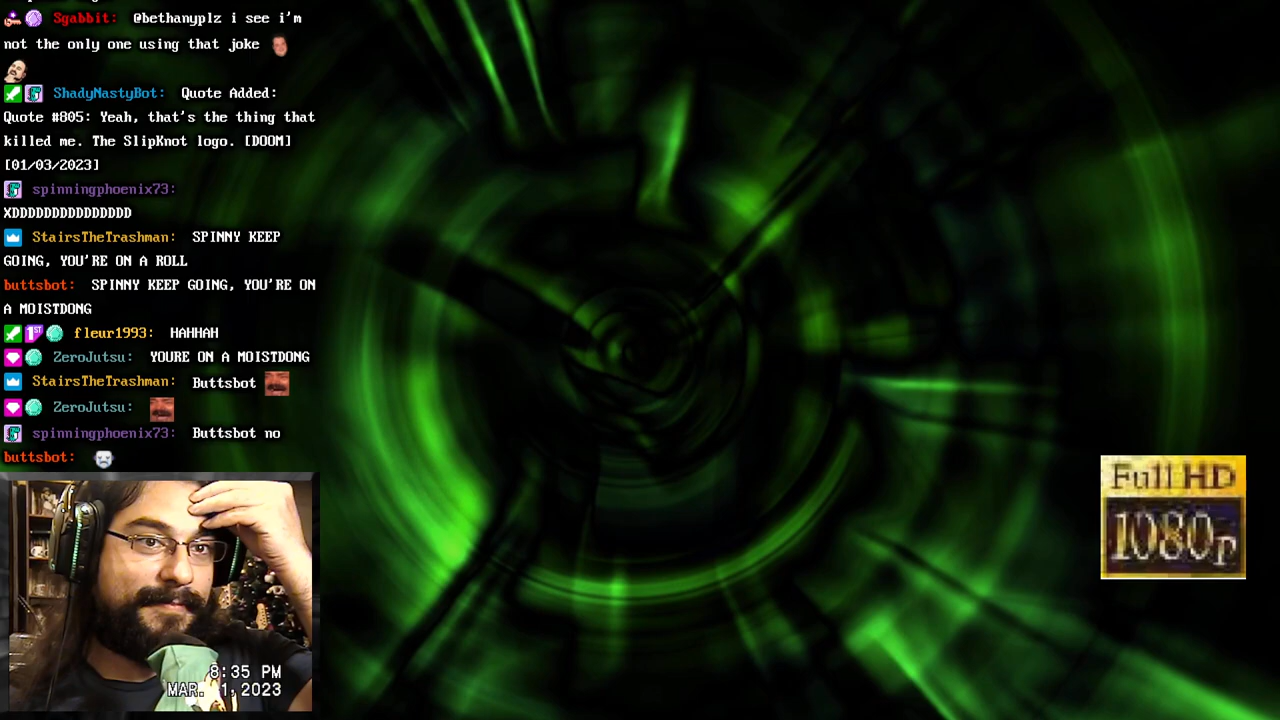 Sgabbit: @bethanyplz i see i'm
not the only one using that joke
ShadyNastyBot: Quote Added:
Quote #805: Yeah, that's the thing that
killed me. The SlipKnot logo. [DOOM]
[01/03/2023]
spinningphoenix73:
XDDDDDDDDDDDDDDD
StairsTheTrashman: SPINNY KEEP
GOING, YOU'RE ON A ROLL
buttsbot: SPINNY KEEP GOING, YOU'RE ON
A MOISTDONG
1ST fleur1993: HAHHAH
ZeroJutsu: YOURE ON A MOISTDONG
StairsTheTrashman: Buttsbot
ZeroJutsu:
spinningphoenix73: Buttsbot no
buttsbot:
8:35 PM
MAR. 1,2023
Full HD
1080p